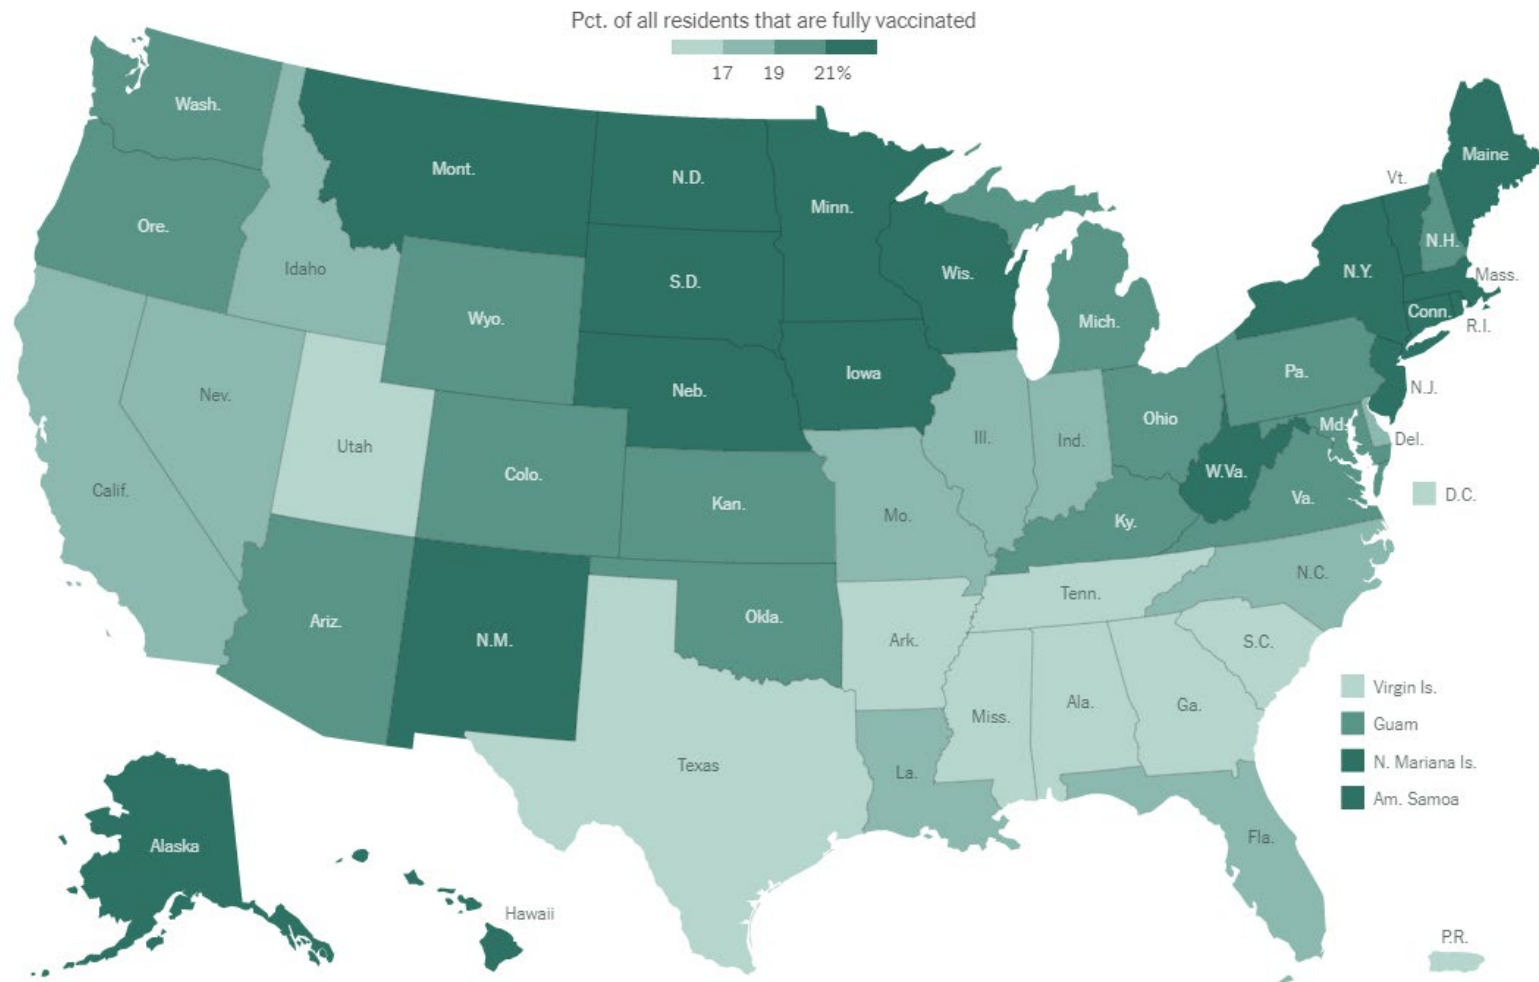 Pct. of all residents that are fully vaccinated
17 19 21%
Wash.
Mont.
N.D.
Minn.
Maine
Vt.
Ore.
Idaho
S.D.
Wis.
N.Y.
N.H.
Mass.
Wyo.
Mich.
Conn.
R.I.
Nev.
Neb.
Iowa
Pa.
N.J.
Utah
Colo.
Ill.
Ind.
Ohio
Md.
Del.
Calif.
Kan.
Mo.
W.Va.
Va.
D.C.
Ky.
Ariz.
N.M.
Okla.
Ark.
Tenn.
N.C.
S.C.
Miss.
Ala.
Ga.
Texas
La.
Fla.
Virgin Is.
Guam
N. Mariana Is.
Am. Samoa
Alaska
Hawaii
P.R.